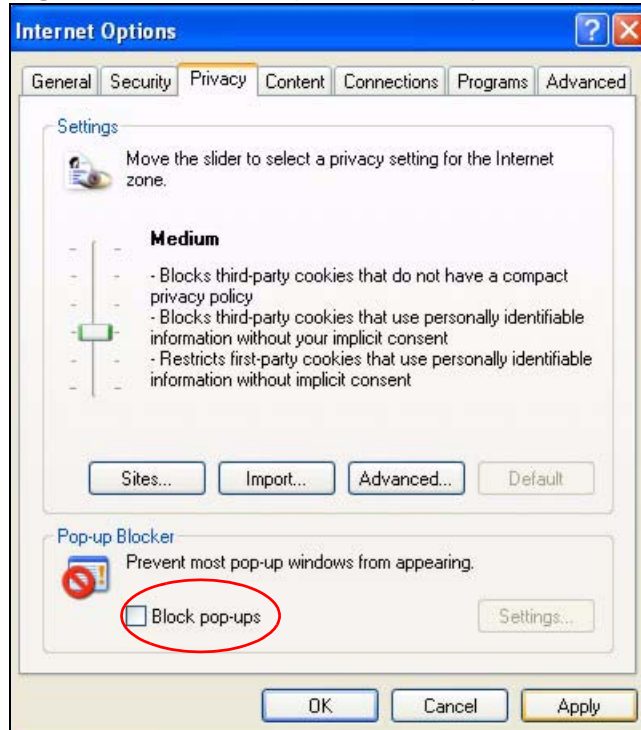 Internet Options
General Security Privacy Content Connections Programs Advanced
Settings
Move the slider to select a privacy setting for the Internet
zone.
Medium
- Blocks third-party cookies that do not have a compact
privacy policy
- Blocks third-party cookies that use personally identifiable
information without your implicit consent
- Restricts first-party cookies that use personally identifiable
information without implicit consent
Sites... Import... Advanced... Default
Pop-up Blocker
Prevent most pop-up windows from appearing.
Block pop-ups Settings...
OK Cancel Apply